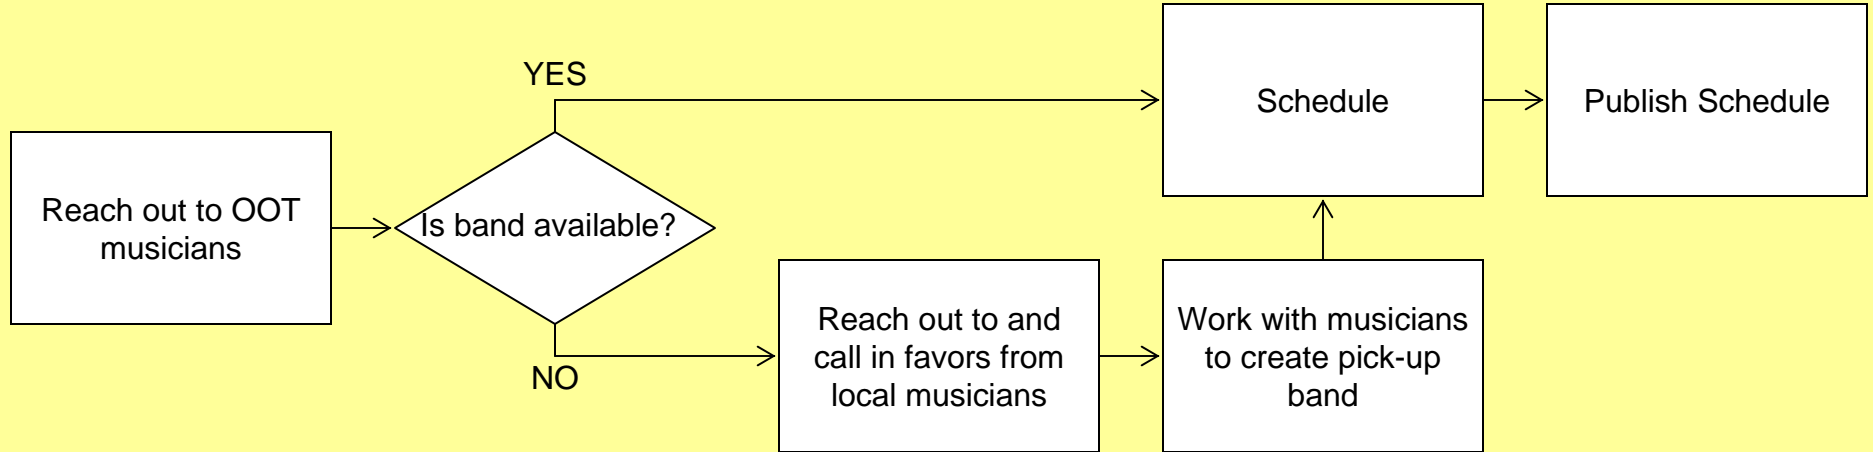 Reach out to OOT
musicians
Is band available?
YES
NO
Reach out to and
call in favors from
local musicians
Work with musicians
to create pick-up
band
Schedule
Publish Schedule